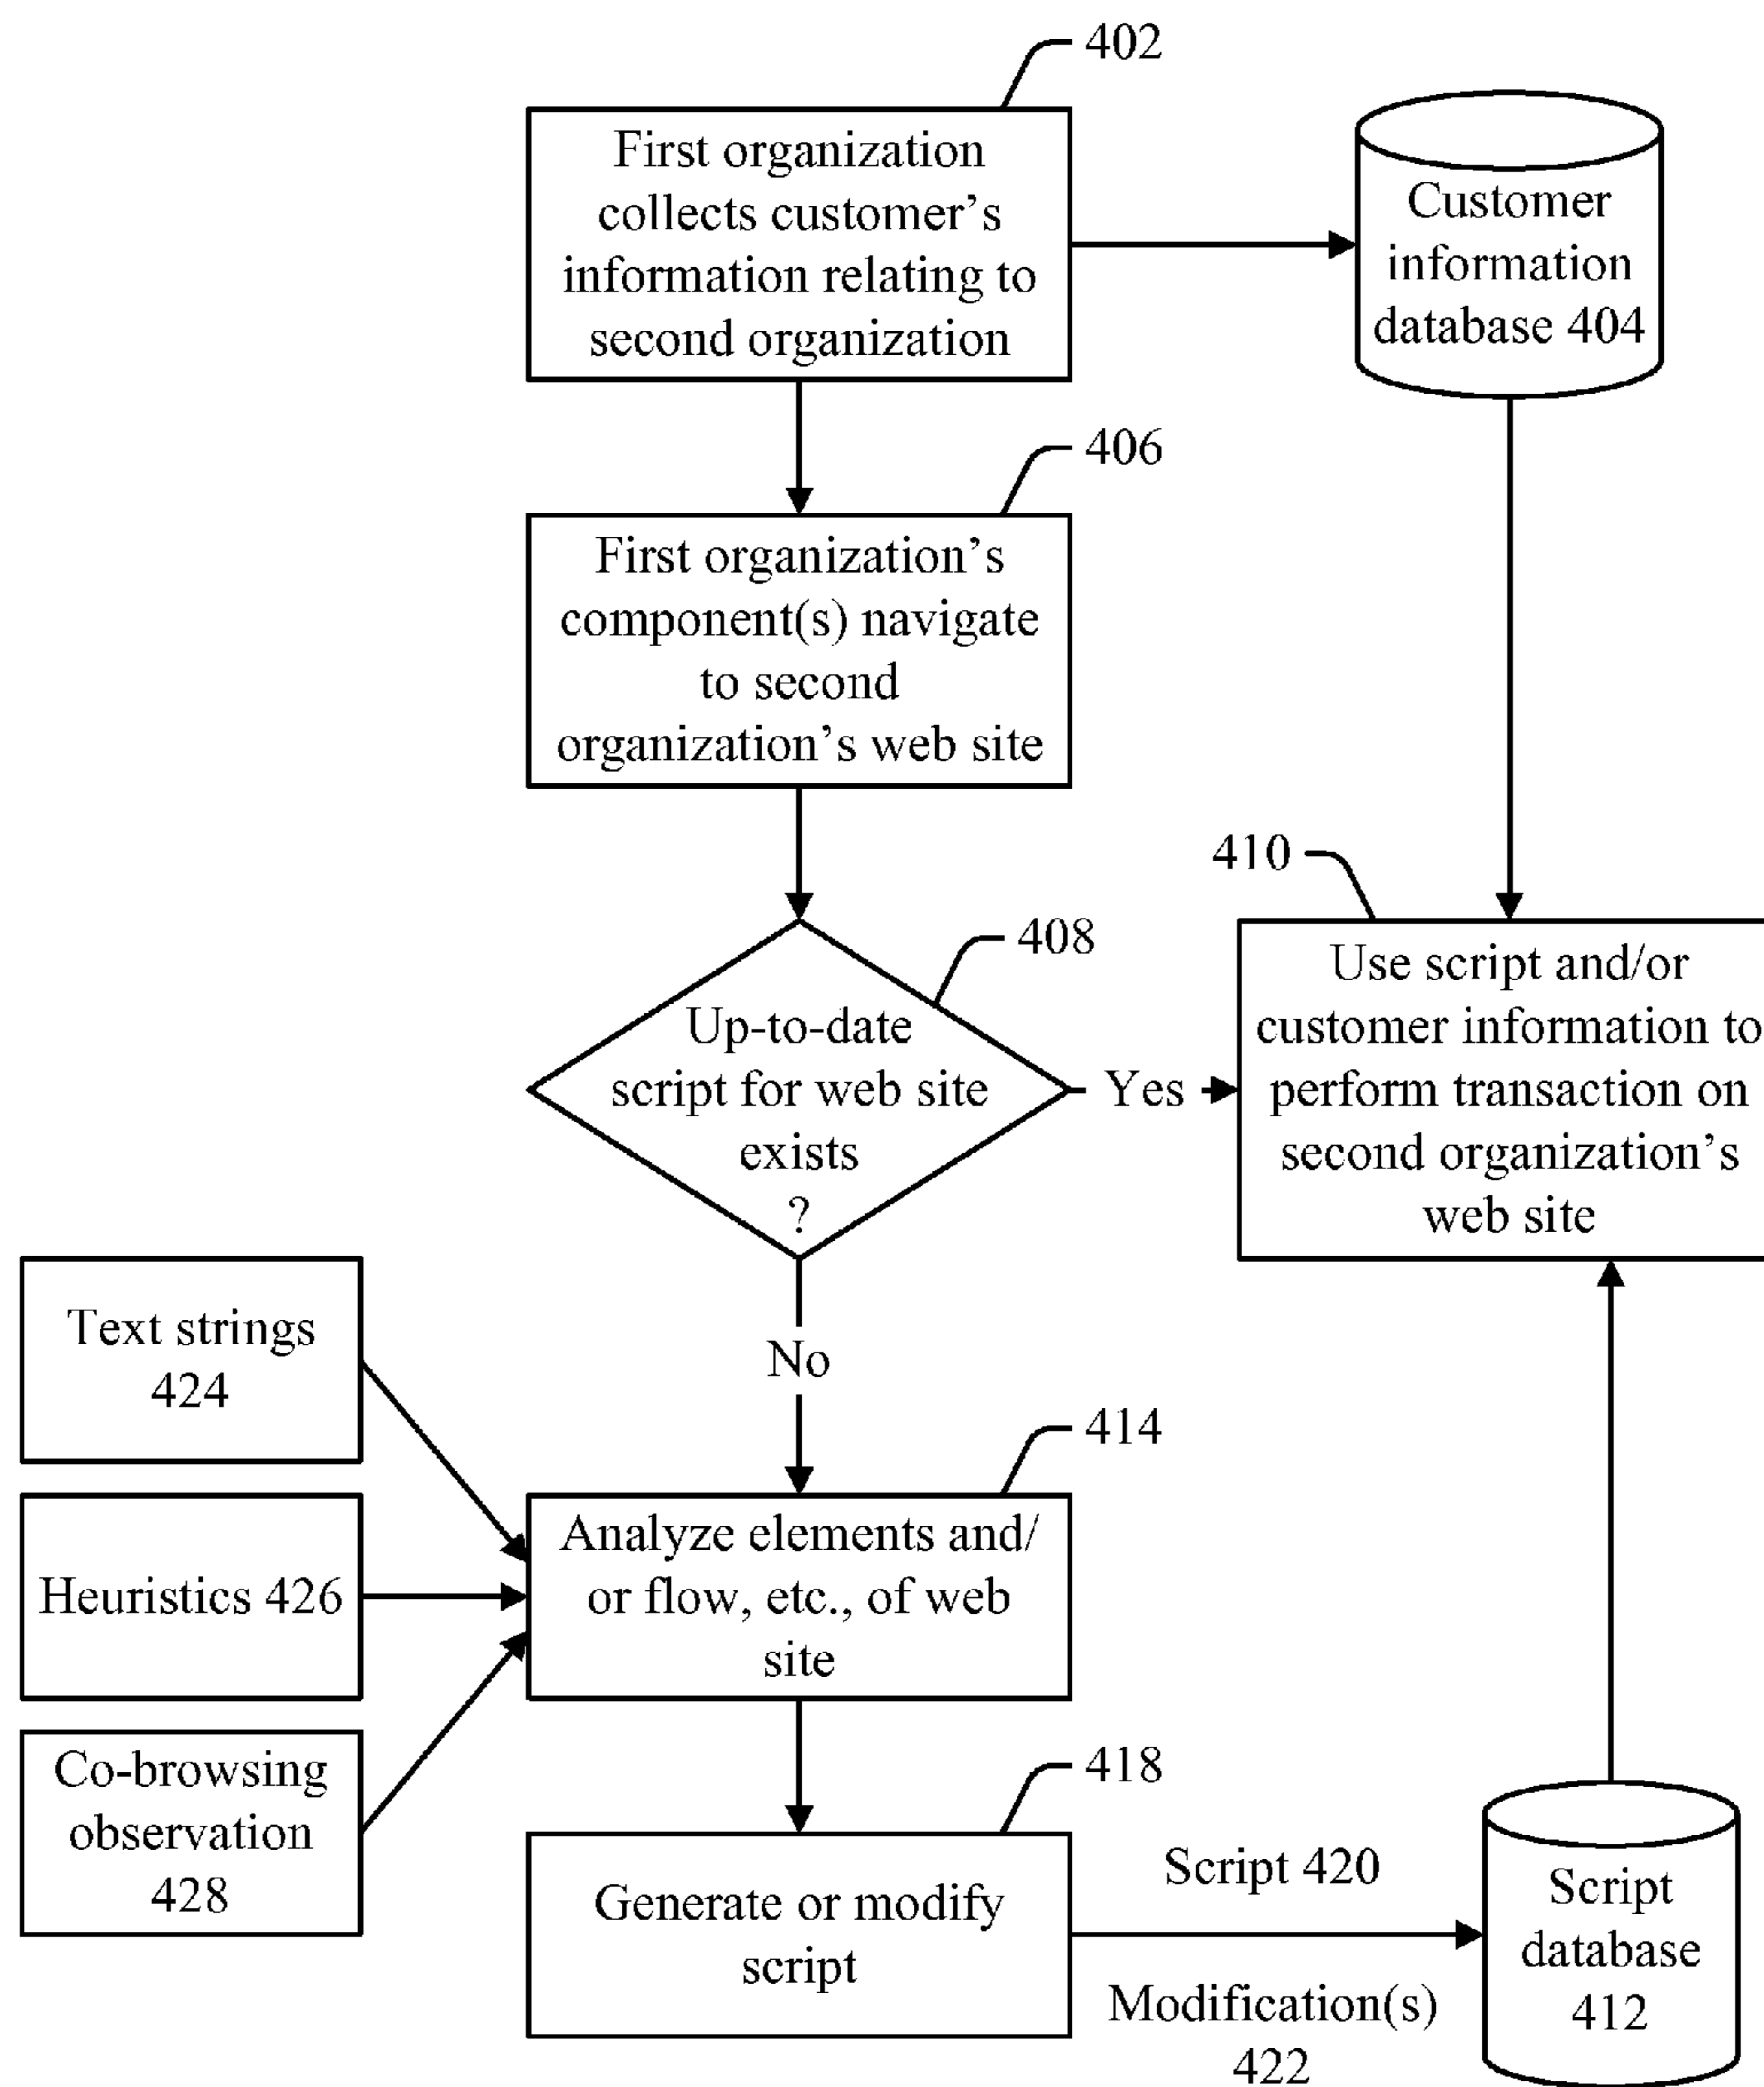 402
First organization
collects customer's
information relating to
second organization
Customer
information
database 404
406
First organization's
component(s) navigate
to second
organization's web site
410
408
Up-to-date
script for web site
exists
?
Yes
Use script and/or
customer information to
perform transaction on
second organization's
web site
No
Text strings
424
414
Heuristics 426
Analyze elements and/
or flow, etc., of web
site
Co-browsing
observation
428
418
Generate or modify
script
Script 420
Modification(s)
422
Script
database
412